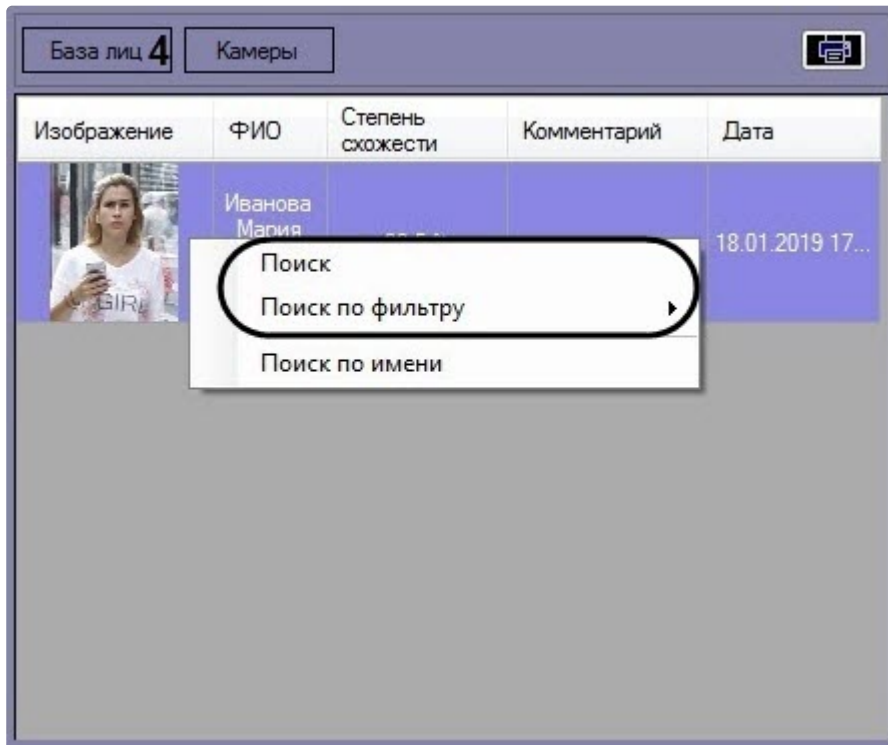 База лиц 4 Камеры
Изображение ФИО Степень схожести Комментарий Дата
Иванова
Мария
18.01.2019 17...
Поиск
Поиск по фильтру
Поиск по имени
GIRL